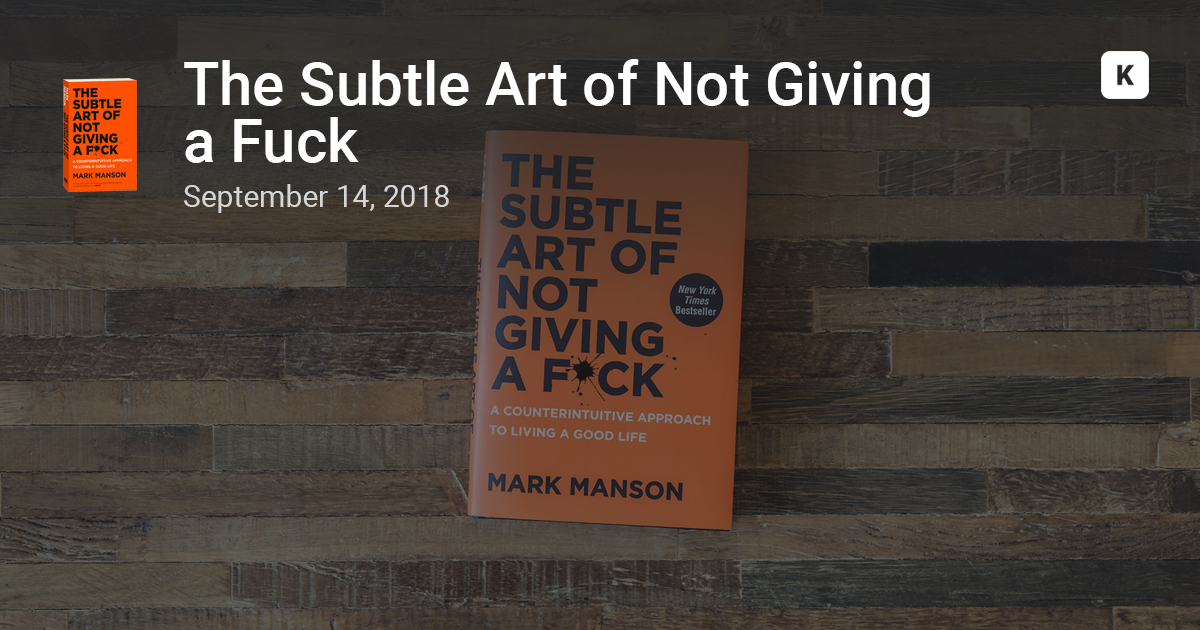 The Subtle Art of Not Giving
a Fuck
September 14, 2018
K
THE
SUBTLE
ART OF
NOT
GIVING
A F*CK
A COUNTERINTUITIVE APPROACH
TO LIVING A GOOD LIFE
MARK MANSON
THE
SUBTLE
ART OF
NOT
GIVING
A F*CK
New York
Times
Bestseller
A COUNTERINTUITIVE APPROACH
TO LIVING A GOOD LIFE
MARK MANSON